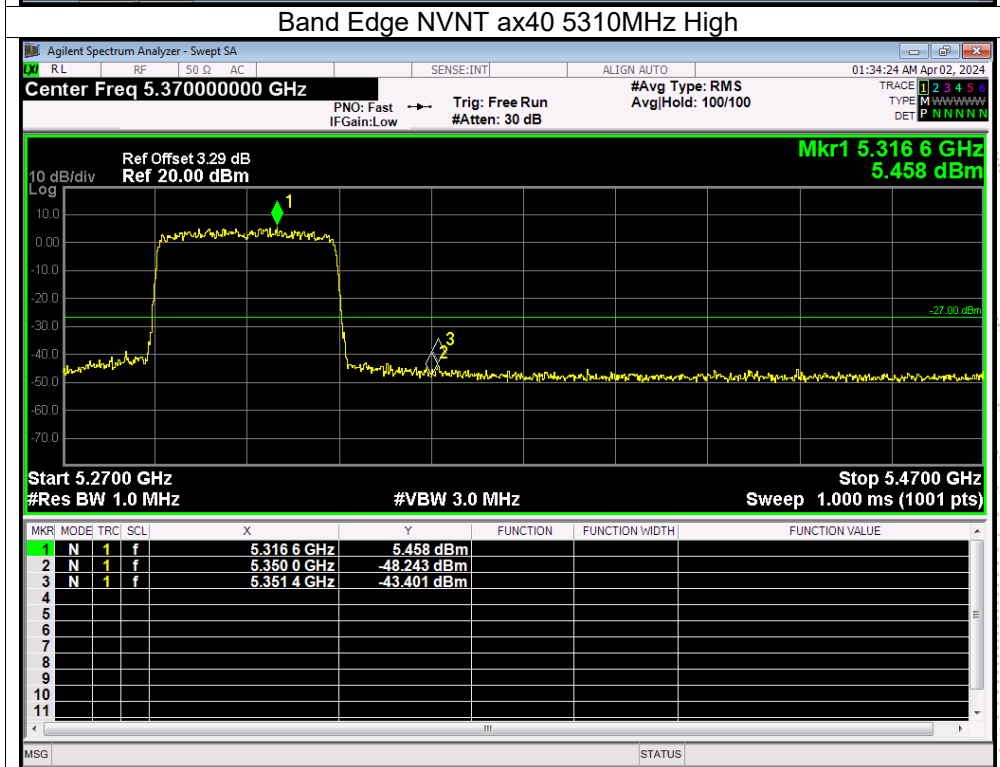 Band Edge NVNT ax40 5310MHz High
Agilent Spectrum Analyzer - Swept SA
LXI RL RF 50 Ω AC SENSE:INT ALIGN AUTO 01:34:24 AM Apr 02, 2024
Center Freq 5.370000000 GHz #Avg Type: RMS TRACE 1 2 3 4 5 6
PNO: Fast Trig: Free Run Avg|Hold: 100/100 TYPE M WWWWW
IFGain:Low #Atten: 30 dB DET P N N N N N
Mkr1 5.316 6 GHz
Ref Offset 3.29 dB
10 dB/div Ref 20.00 dBm 5.458 dBm
Log
1
10.0
0.00
-10.0
-20.0
-27.00 dBm
-30.0
3
-40.0
2
-50.0
-60.0
-70.0
Start 5.2700 GHz Stop 5.4700 GHz
#Res BW 1.0 MHz #VBW 3.0 MHz Sweep 1.000 ms (1001 pts)
MKR MODE TRC SCL X Y FUNCTION FUNCTION WIDTH FUNCTION VALUE
1 N 1 f 5.316 6 GHz 5.458 dBm
2 N 1 f 5.350 0 GHz -48.243 dBm
3 N 1 f 5.351 4 GHz -43.401 dBm
4
5
6
7
8
9
10
11
MSG STATUS